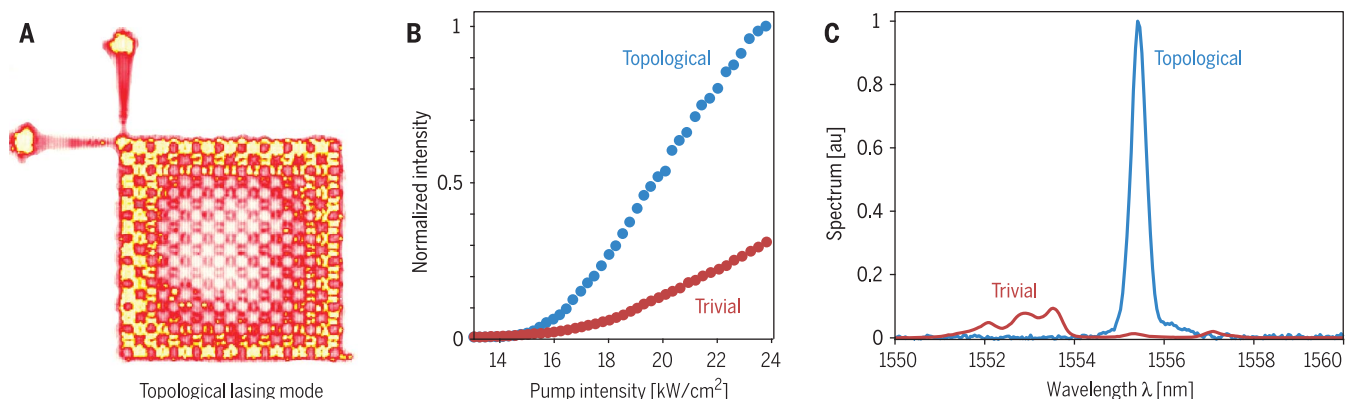 A
Topological lasing mode
B
Normalized intensity
1
0.5
0
Topological
Trivial
14 16 18 20 22 24
Pump intensity [kW/cm²]
C
Spectrum [au]
1
0.8
0.6
0.4
0.2
0
Topological
Trivial
1550 1552 1554 1556 1558 1560
Wavelength λ [nm]